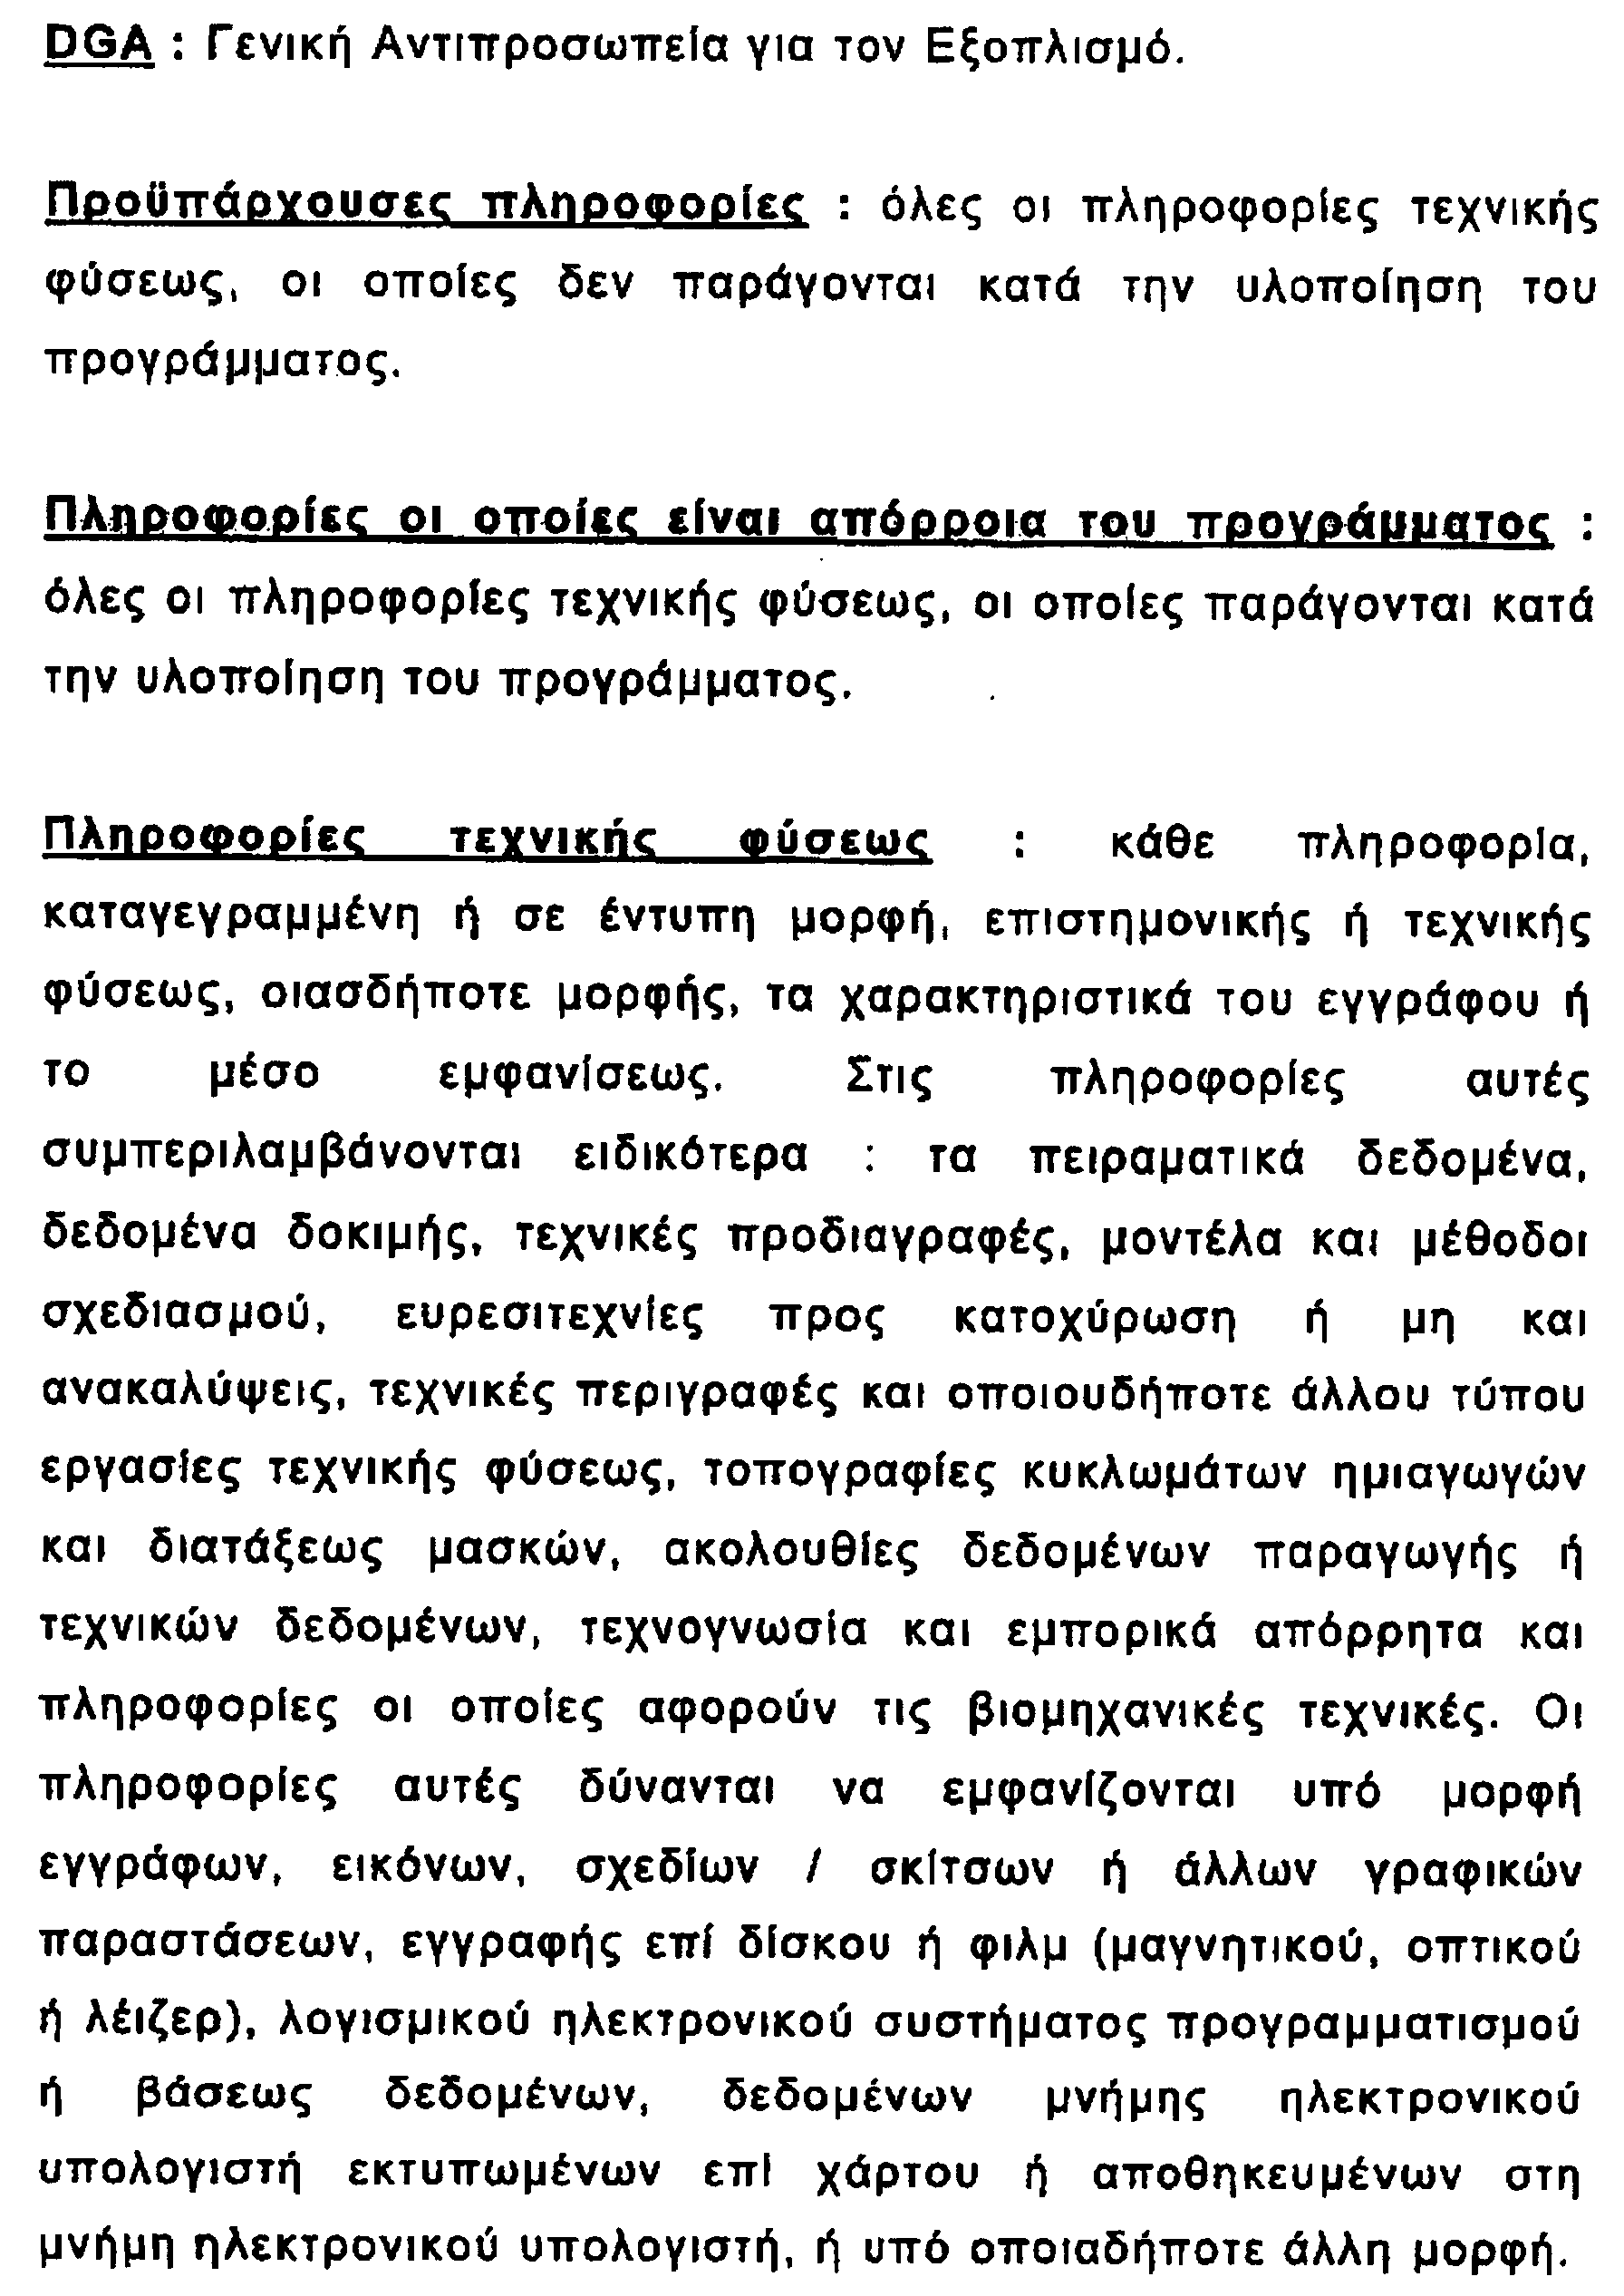 DGA : Γενική Αντιπροσωπεία για τον Εξοπλισμό.
Προϋπάρχουσες πληροφορίες : όλες οι πληροφορίες τεχνικής
φύσεως, οι οποίες δεν παράγονται κατά την υλοποίηση του
προγράμματος.
Πληροφορίες οι οποίες είναι απόρροια του προγράμματος :
όλες οι πληροφορίες τεχνικής φύσεως, οι οποίες παράγονται κατά
την υλοποίηση του προγράμματος.
Πληροφορίες τεχνικής φύσεως : κάθε πληροφορία,
καταγεγραμμένη ή σε έντυπη μορφή, επιστημονικής ή τεχνικής
φύσεως, οιασδήποτε μορφής, τα χαρακτηριστικά του εγγράφου ή
το μέσο εμφανίσεως. Στις πληροφορίες αυτές
συμπεριλαμβάνονται ειδικότερα : τα πειραματικά δεδομένα,
δεδομένα δοκιμής, τεχνικές προδιαγραφές, μοντέλα και μέθοδοι
σχεδιασμού, ευρεσιτεχνίες προς κατοχύρωση ή μη και
ανακαλύψεις, τεχνικές περιγραφές και οποιουδήποτε άλλου τύπου
εργασίες τεχνικής φύσεως, τοπογραφίες κυκλωμάτων ημιαγωγών
και διατάξεως μασκών, ακολουθίες δεδομένων παραγωγής ή
τεχνικών δεδομένων, τεχνογνωσία και εμπορικά απόρρητα και
πληροφορίες οι οποίες αφορούν τις βιομηχανικές τεχνικές. Οι
πληροφορίες αυτές δύνανται να εμφανίζονται υπό μορφή
εγγράφων, εικόνων, σχεδίων / σκίτσων ή άλλων γραφικών
παραστάσεων, εγγραφής επί δίσκου ή φιλμ (μαγνητικού, οπτικού
ή λέιζερ), λογισμικού ηλεκτρονικού συστήματος προγραμματισμού
ή βάσεως δεδομένων, δεδομένων μνήμης ηλεκτρονικού
υπολογιστή εκτυπωμένων επί χάρτου ή αποθηκευμένων στη
μνήμη ηλεκτρονικού υπολογιστή, ή υπό οποιαδήποτε άλλη μορφή.